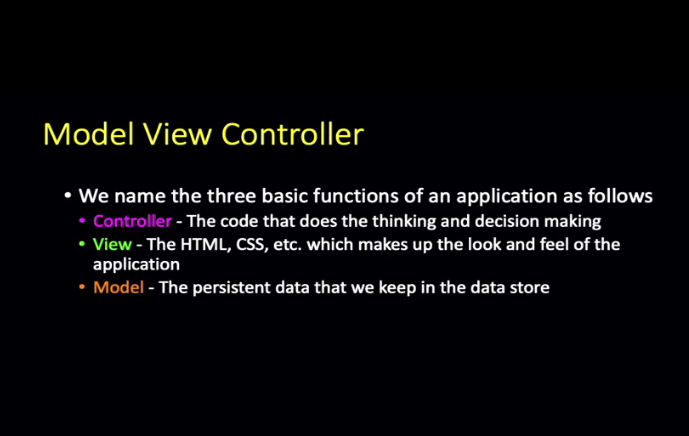 Model View Controller
• We name the three basic functions of an application as follows
• Controller - The code that does the thinking and decision making
• View - The HTML, CSS, etc. which makes up the look and feel of the
application
• Model - The persistent data that we keep in the data store